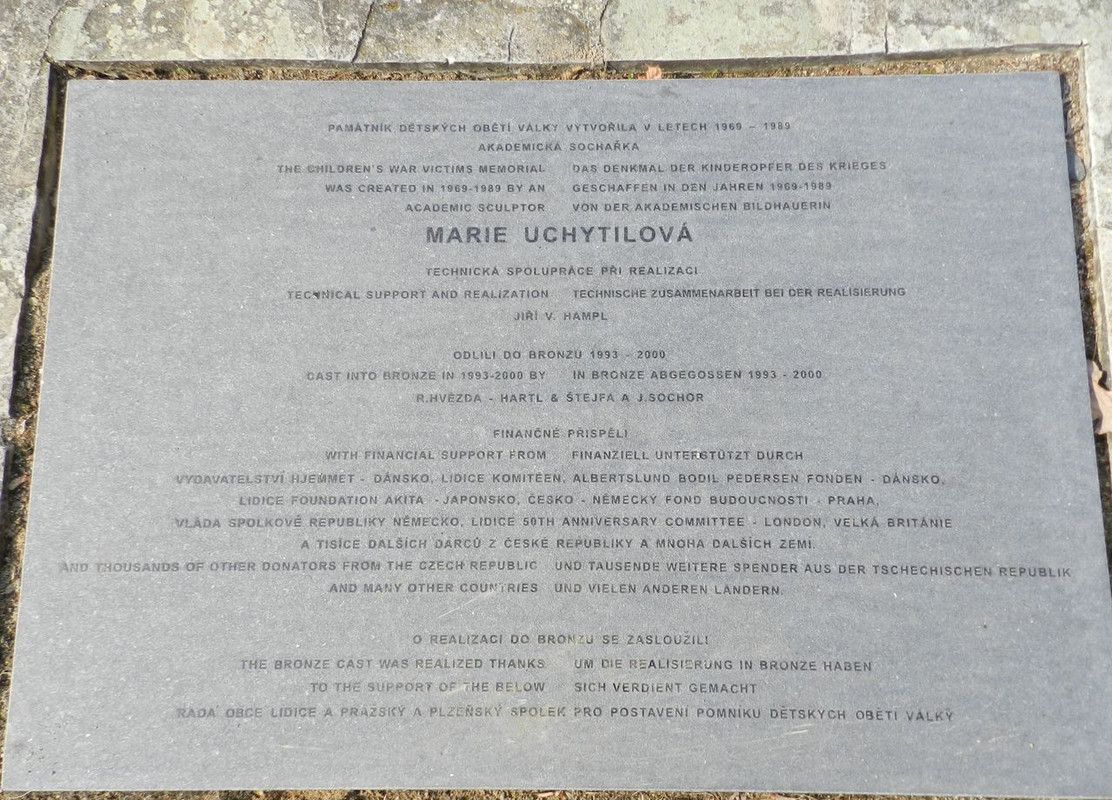 PAMÁTNÍK DĚTSKÝCH OBĚTÍ VÁLKY VYTVOŘILA V LETECH 1969 – 1989
AKADEMICKÁ SOCHAŘKA
THE CHILDREN'S WAR VICTIMS MEMORIAL DAS DENKMAL DER KINDEROPFER DES KRIEGES
WAS CREATED IN 1969-1989 BY AN GESCHAFFEN IN DEN JAHREN 1969-1989
ACADEMIC SCULPTOR VON DER AKADEMISCHEN BILDHAUERIN
MARIE UCHYTILOVÁ
TECHNICKÁ SPOLUPRÁCE PŘI REALIZACI
TECHNICAL SUPPORT AND REALIZATION TECHNISCHE ZUSAMMENARBEIT BEI DER REALISIERUNG
JIŘÍ V. HAMPL
ODLILI DO BRONZU 1993 - 2000
CAST INTO BRONZE IN 1993-2000 BY IN BRONZE ABGEGOSSEN 1993 - 2000
R.HVĚZDA - HARTL & ŠTEJFA A J.SOCHOR
FINANČNĚ PŘISPĚLI
WITH FINANCIAL SUPPORT FROM FINANZIELL UNTERSTÜTZT DURCH
VYDAVATELSTVÍ HJEMMET - DÁNSKO, LIDICE KOMITÉEN, ALBERTSLUND BODIL PEDERSEN FONDEN - DÁNSKO,
LIDICE FOUNDATION AKITA - JAPONSKO, ČESKO - NĚMECKÝ FOND BUDOUCNOSTI - PRAHA,
VLÁDA SPOLKOVÉ REPUBLIKY NĚMECKO, LIDICE 50TH ANNIVERSARY COMMITTEE - LONDON, VELKÁ BRITÁNIE
A TISÍCE DALŠÍCH DÁRCŮ Z ČESKÉ REPUBLIKY A MNOHA DALŠÍCH ZEMÍ.
AND THOUSANDS OF OTHER DONATORS FROM THE CZECH REPUBLIC UND TAUSENDE WEITERE SPENDER AUS DER TSCHECHISCHEN REPUBLIK
AND MANY OTHER COUNTRIES UND VIELEN ANDEREN LÄNDERN.
O REALIZACI DO BRONZU SE ZASLOUŽILI
THE BRONZE CAST WAS REALIZED THANKS UM DIE REALISIERUNG IN BRONZE HABEN
TO THE SUPPORT OF THE BELOW SICH VERDIENT GEMACHT
RADA OBCE LIDICE A PRAŽSKÝ A PLZEŇSKÝ SPOLEK PRO POSTAVENÍ POMNÍKU DĚTSKÝCH OBĚTÍ VÁLKY